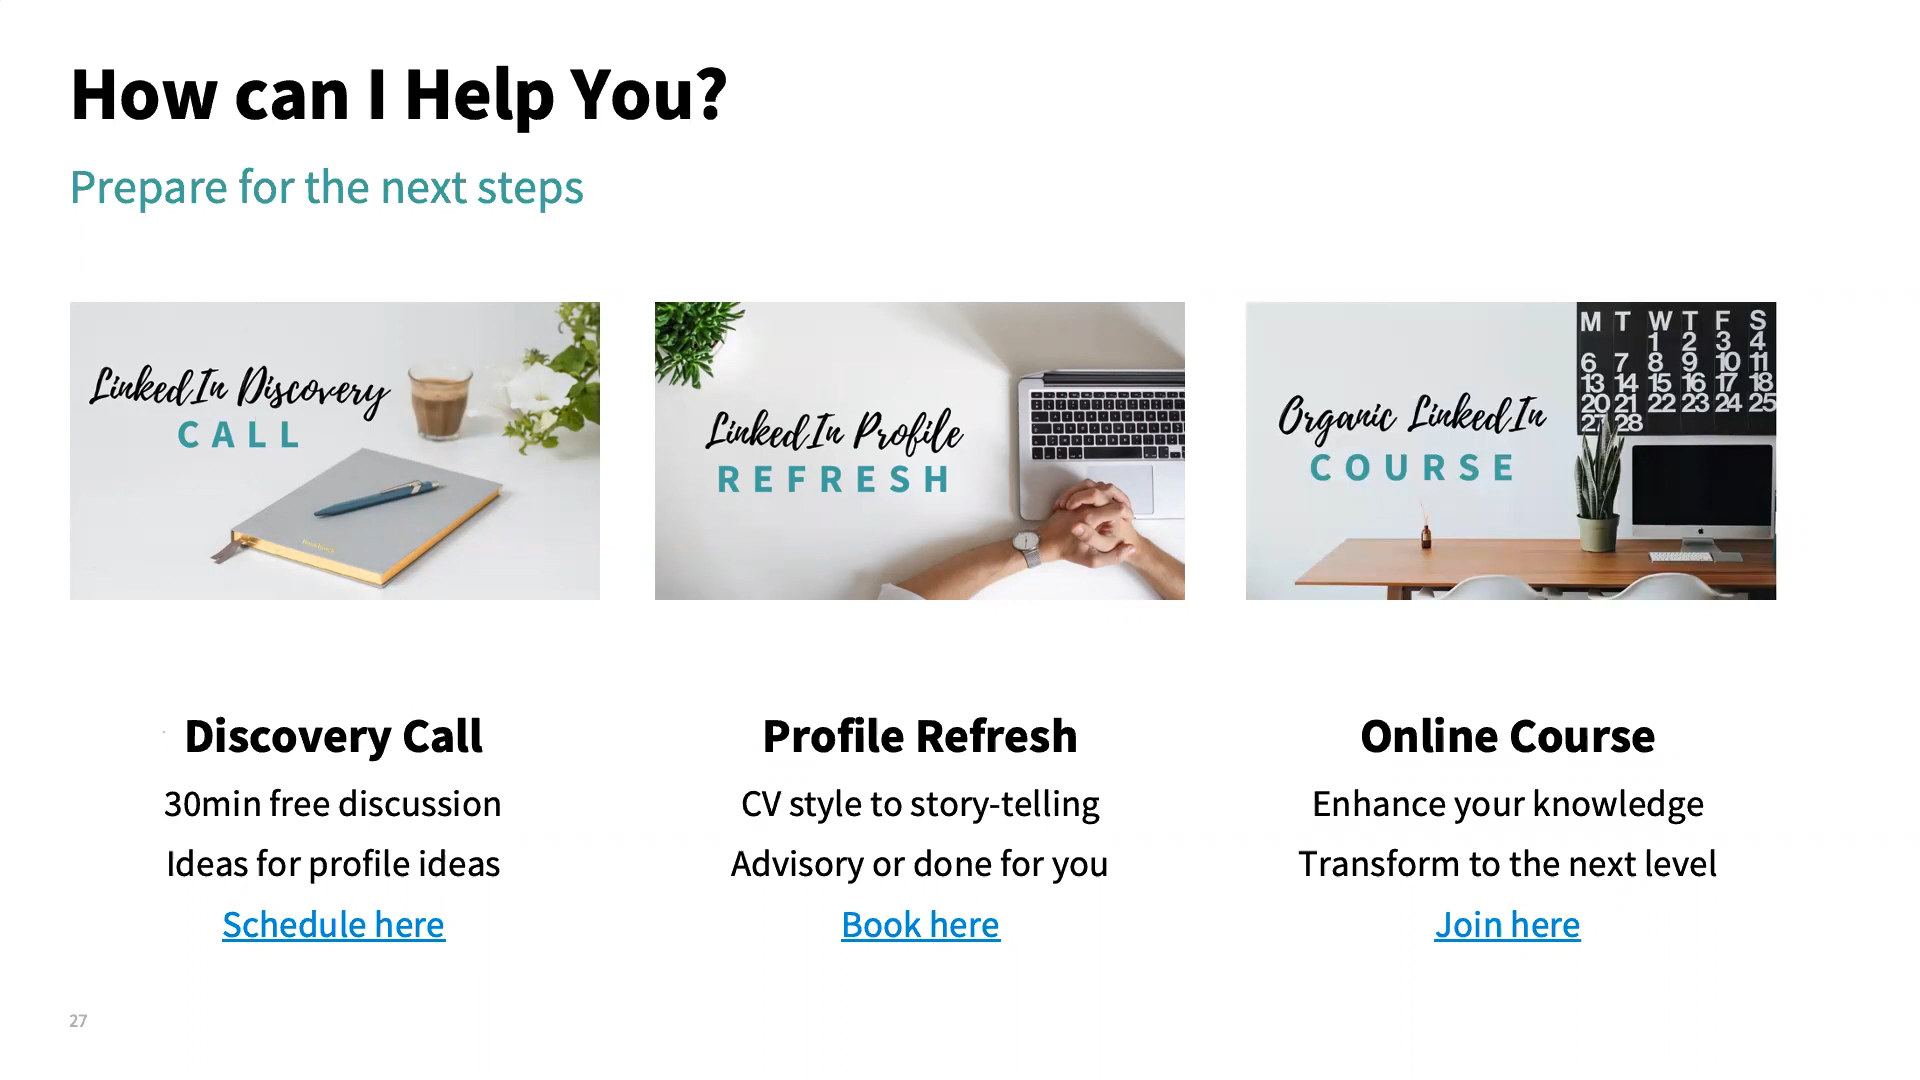 How can I Help You?
Prepare for the next steps
LinkedIn Discovery
CALL
LinkedIn Profile
REFRESH
Organic LinkedIn
COURSE
M T W T F S
1 2 3 4
6 7 8 9 10 11
13 14 15 16 17 18
20 21 22 23 24 25
27 28
Discovery Call
30min free discussion
Ideas for profile ideas
Schedule here
Profile Refresh
CV style to story-telling
Advisory or done for you
Book here
Online Course
Enhance your knowledge
Transform to the next level
Join here
27